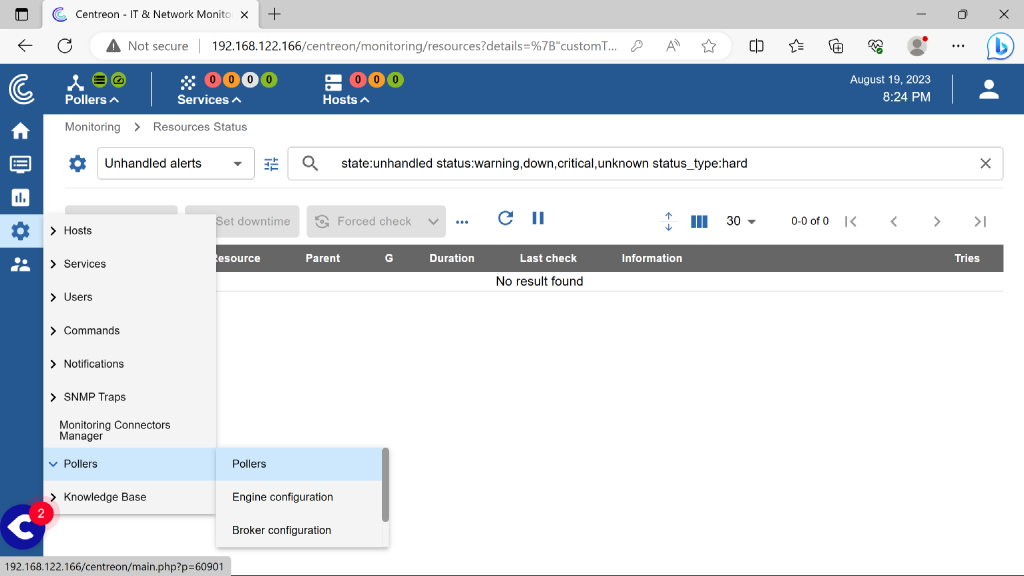 Centreon - IT & Network Monito
Not secure
192.168.122.166/centreon/monitoring/resources?details=%7B"customT...
Pollers
Services
0 0 0 0
Hosts
0 0 0
August 19, 2023
8:24 PM
Monitoring
Resources Status
Unhandled alerts
state:unhandled status:warning,down,critical,unknown status_type:hard
Set downtime
Forced check
30
0-0 of 0
Resource
Parent
G
Duration
Last check
Information
Tries
No result found
Hosts
Services
Users
Commands
Notifications
SNMP Traps
Monitoring Connectors
Manager
Pollers
Knowledge Base
Pollers
Engine configuration
Broker configuration
2
192.168.122.166/centreon/main.php?p=60901